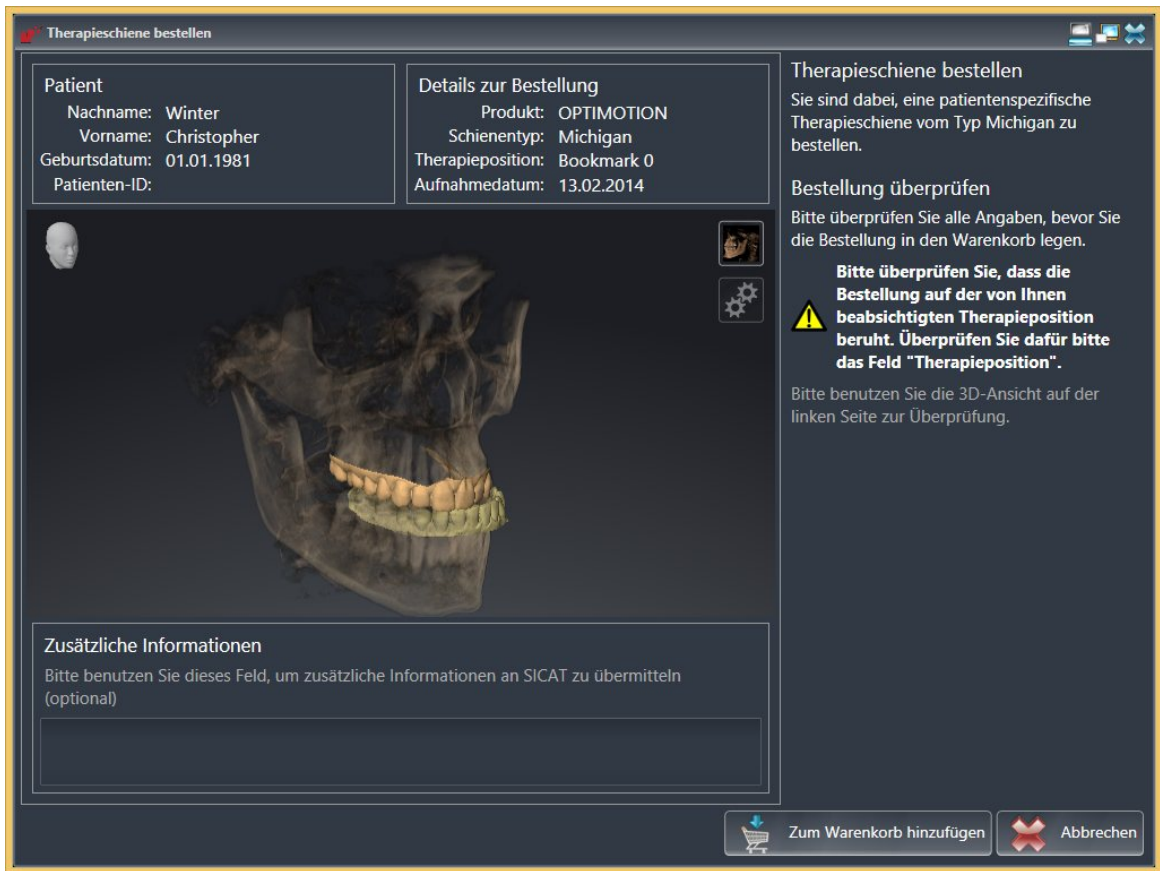 Therapieschiene bestellen
Patient
Nachname: Winter
Vorname: Christopher
Geburtsdatum: 01.01.1981
Patienten-ID:
Details zur Bestellung
Produkt: OPTIMOTION
Schienentyp: Michigan
Therapieposition: Bookmark 0
Aufnahmedatum: 13.02.2014
Zusätzliche Informationen
Bitte benutzen Sie dieses Feld, um zusätzliche Informationen an SICAT zu übermitteln
(optional)
Therapieschiene bestellen
Sie sind dabei, eine patientenspezifische
Therapieschiene vom Typ Michigan zu
bestellen.
Bestellung überprüfen
Bitte überprüfen Sie alle Angaben, bevor Sie
die Bestellung in den Warenkorb legen.
Bitte überprüfen Sie, dass die
Bestellung auf der von Ihnen
beabsichtigten Therapieposition
beruht. Überprüfen Sie dafür bitte
das Feld "Therapieposition".
Bitte benutzen Sie die 3D-Ansicht auf der
linken Seite zur Überprüfung.
Zum Warenkorb hinzufügen
Abbrechen